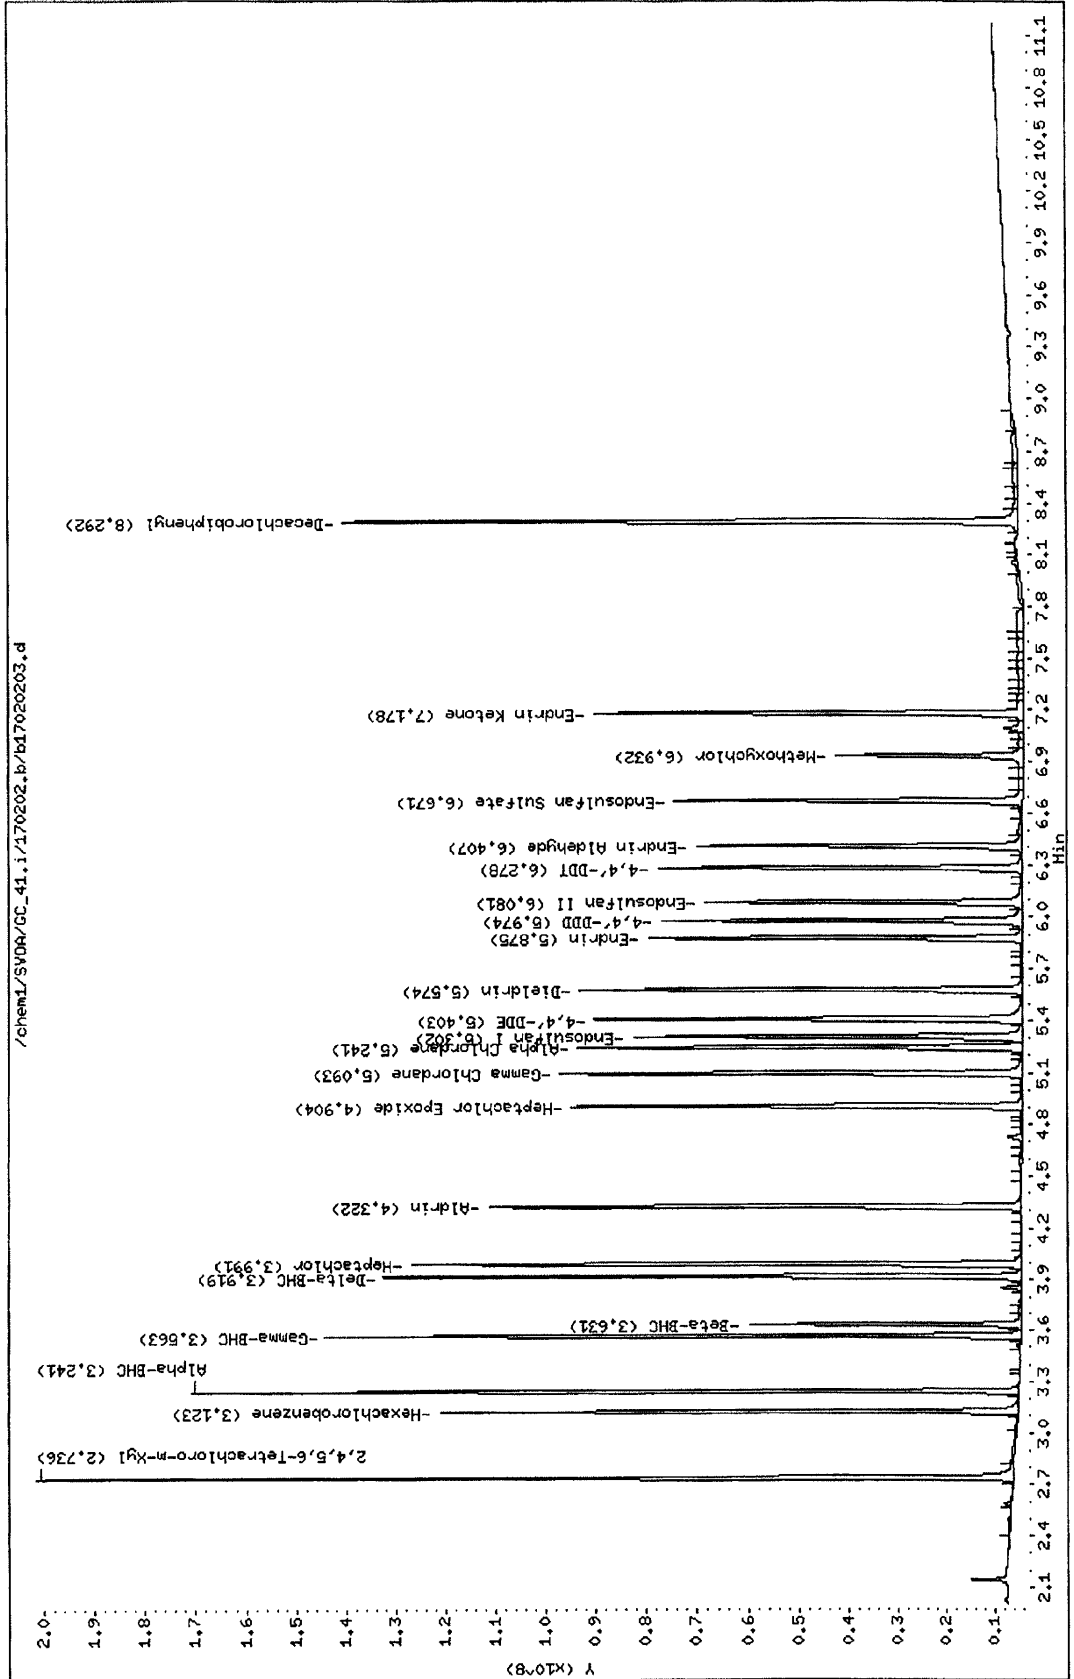 /chem1/SVOA/GC_41.i/170202.b/b17020203.d
Y (x10^8)
2.0
1.9
1.8
1.7
1.6
1.5
1.4
1.3
1.2
1.1
1.0
0.9
0.8
0.7
0.6
0.5
0.4
0.3
0.2
0.1
2,4,5,6-Tetrachloro-m-Xyl (2.736)
-Hexachlorobenzene (3.123)
Alpha-BHC (3.241)
-Gamma-BHC (3.563)
-Beta-BHC (3.631)
-Delta-BHC (3.919)
-Heptachlor (3.991)
-Aldrin (4.322)
-Heptachlor Epoxide (4.904)
-Gamma Chlordane (5.093)
-Alpha Chlordane (5.241)
-Endosulfan I (5.302)
-4,4'-DDE (5.403)
-Dieldrin (5.574)
-Endrin (5.875)
-4,4'-DDD (5.974)
-Endosulfan II (6.081)
-4,4'-DDT (6.278)
-Endrin Aldehyde (6.407)
-Endosulfan Sulfate (6.671)
-Methoxychlor (6.932)
-Endrin Ketone (7.178)
-Decachlorobiphenyl (8.292)
2.1 2.4 2.7 3.0 3.3 3.6 3.9 4.2 4.5 4.8 5.1 5.4 5.7 6.0 6.3 6.6 6.9 7.2 7.5 7.8 8.1 8.4 8.7 9.0 9.3 9.6 9.9 10.2 10.5 10.8 11.1
Min